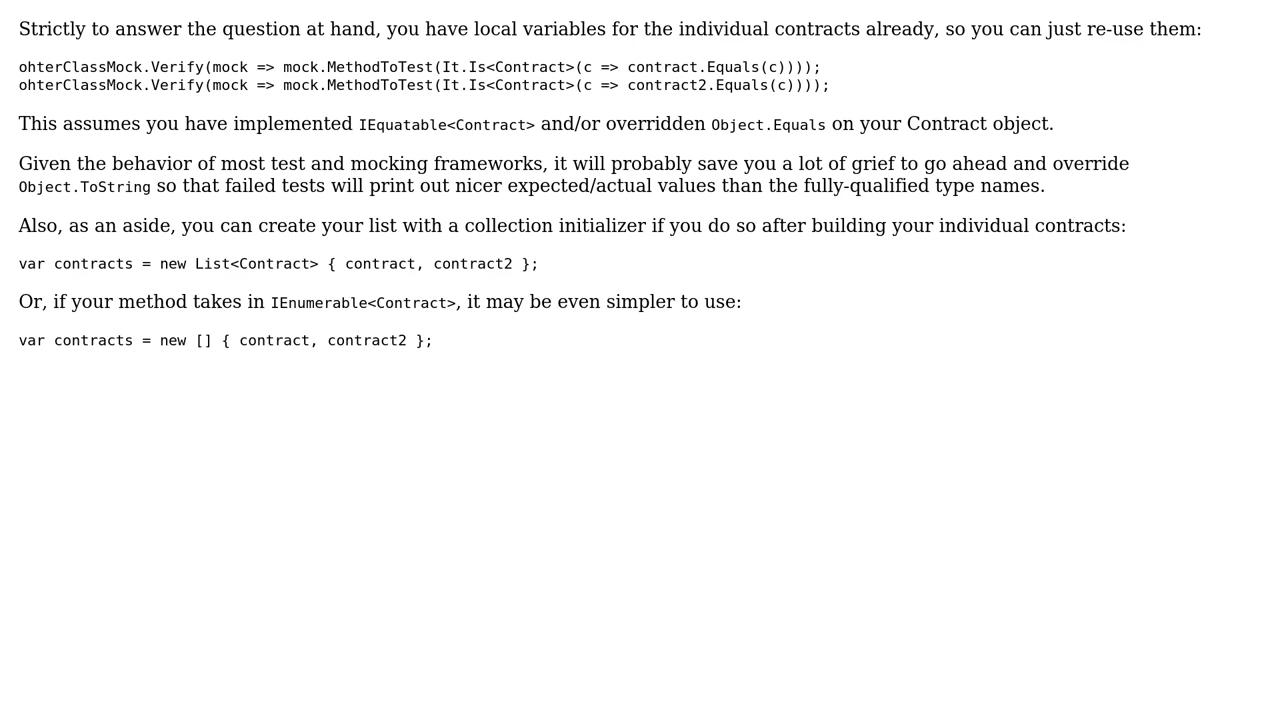 Strictly to answer the question at hand, you have local variables for the individual contracts already, so you can just re-use them:
ohterClassMock.Verify(mock => mock.MethodToTest(It.Is<Contract>(c => contract.Equals(c))));
ohterClassMock.Verify(mock => mock.MethodToTest(It.Is<Contract>(c => contract2.Equals(c))));
This assumes you have implemented IEquatable<Contract> and/or overridden Object.Equals on your Contract object.
Given the behavior of most test and mocking frameworks, it will probably save you a lot of grief to go ahead and override
Object.ToString so that failed tests will print out nicer expected/actual values than the fully-qualified type names.
Also, as an aside, you can create your list with a collection initializer if you do so after building your individual contracts:
var contracts = new List<Contract> { contract, contract2 };
Or, if your method takes in IEnumerable<Contract>, it may be even simpler to use:
var contracts = new [] { contract, contract2 };